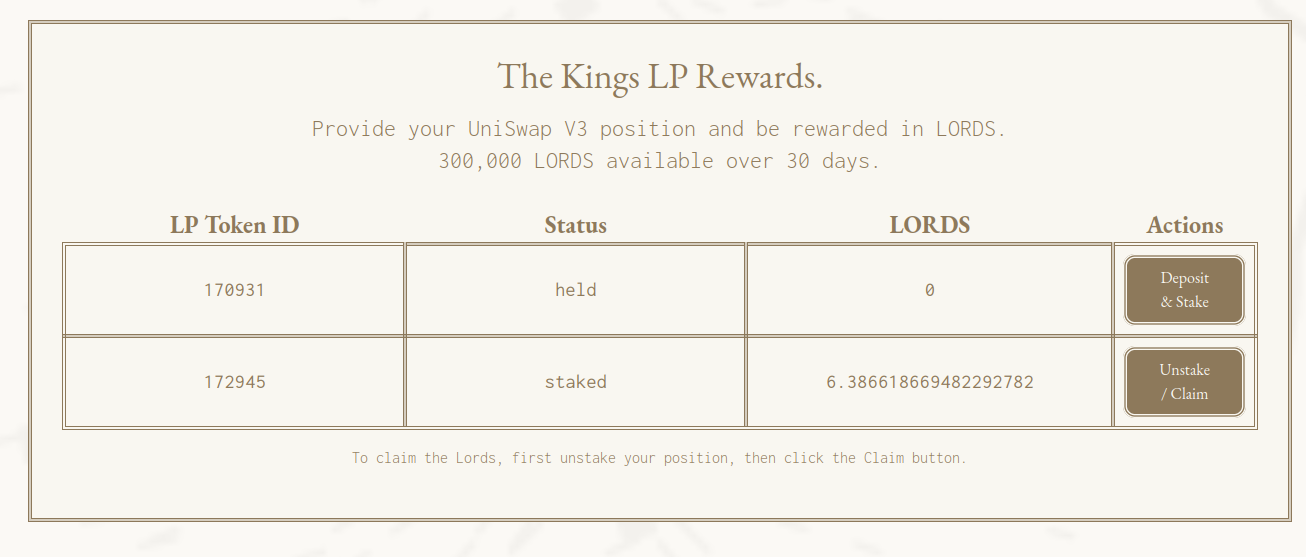 The Kings LP Rewards.
Provide your UniSwap V3 position and be rewarded in LORDS.
300,000 LORDS available over 30 days.
LP Token ID Status LORDS Actions
170931 held 0 Deposit
& Stake
172945 staked 6.386618669482292782 Unstake
/ Claim
To claim the Lords, first unstake your position, then click the Claim button.